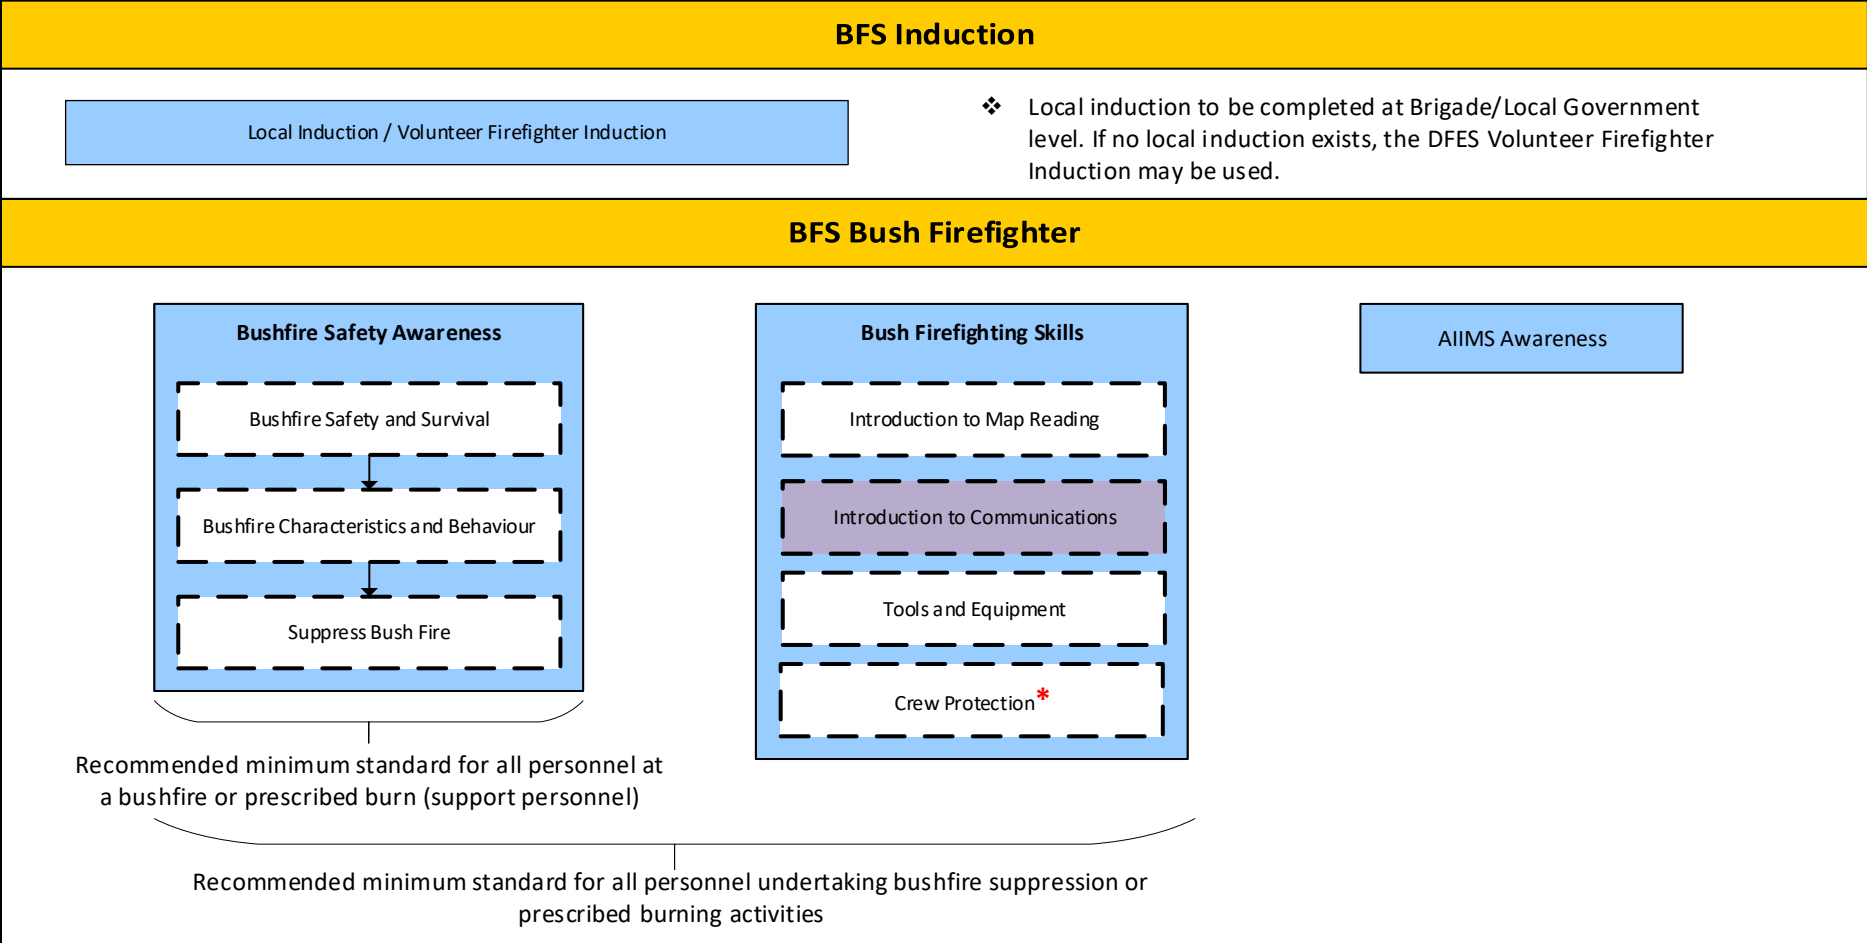 BFS Induction
Local Induction / Volunteer Firefighter Induction
❖ Local induction to be completed at Brigade/Local Government
level. If no local induction exists, the DFES Volunteer Firefighter
Induction may be used.
BFS Bush Firefighter
Bushfire Safety Awareness
Bushfire Safety and Survival
Bushfire Characteristics and Behaviour
Suppress Bush Fire
Recommended minimum standard for all personnel at
a bushfire or prescribed burn (support personnel)
Bush Firefighting Skills
Introduction to Map Reading
Introduction to Communications
Tools and Equipment
Crew Protection*
AIIMS Awareness
Recommended minimum standard for all personnel undertaking bushfire suppression or
prescribed burning activities